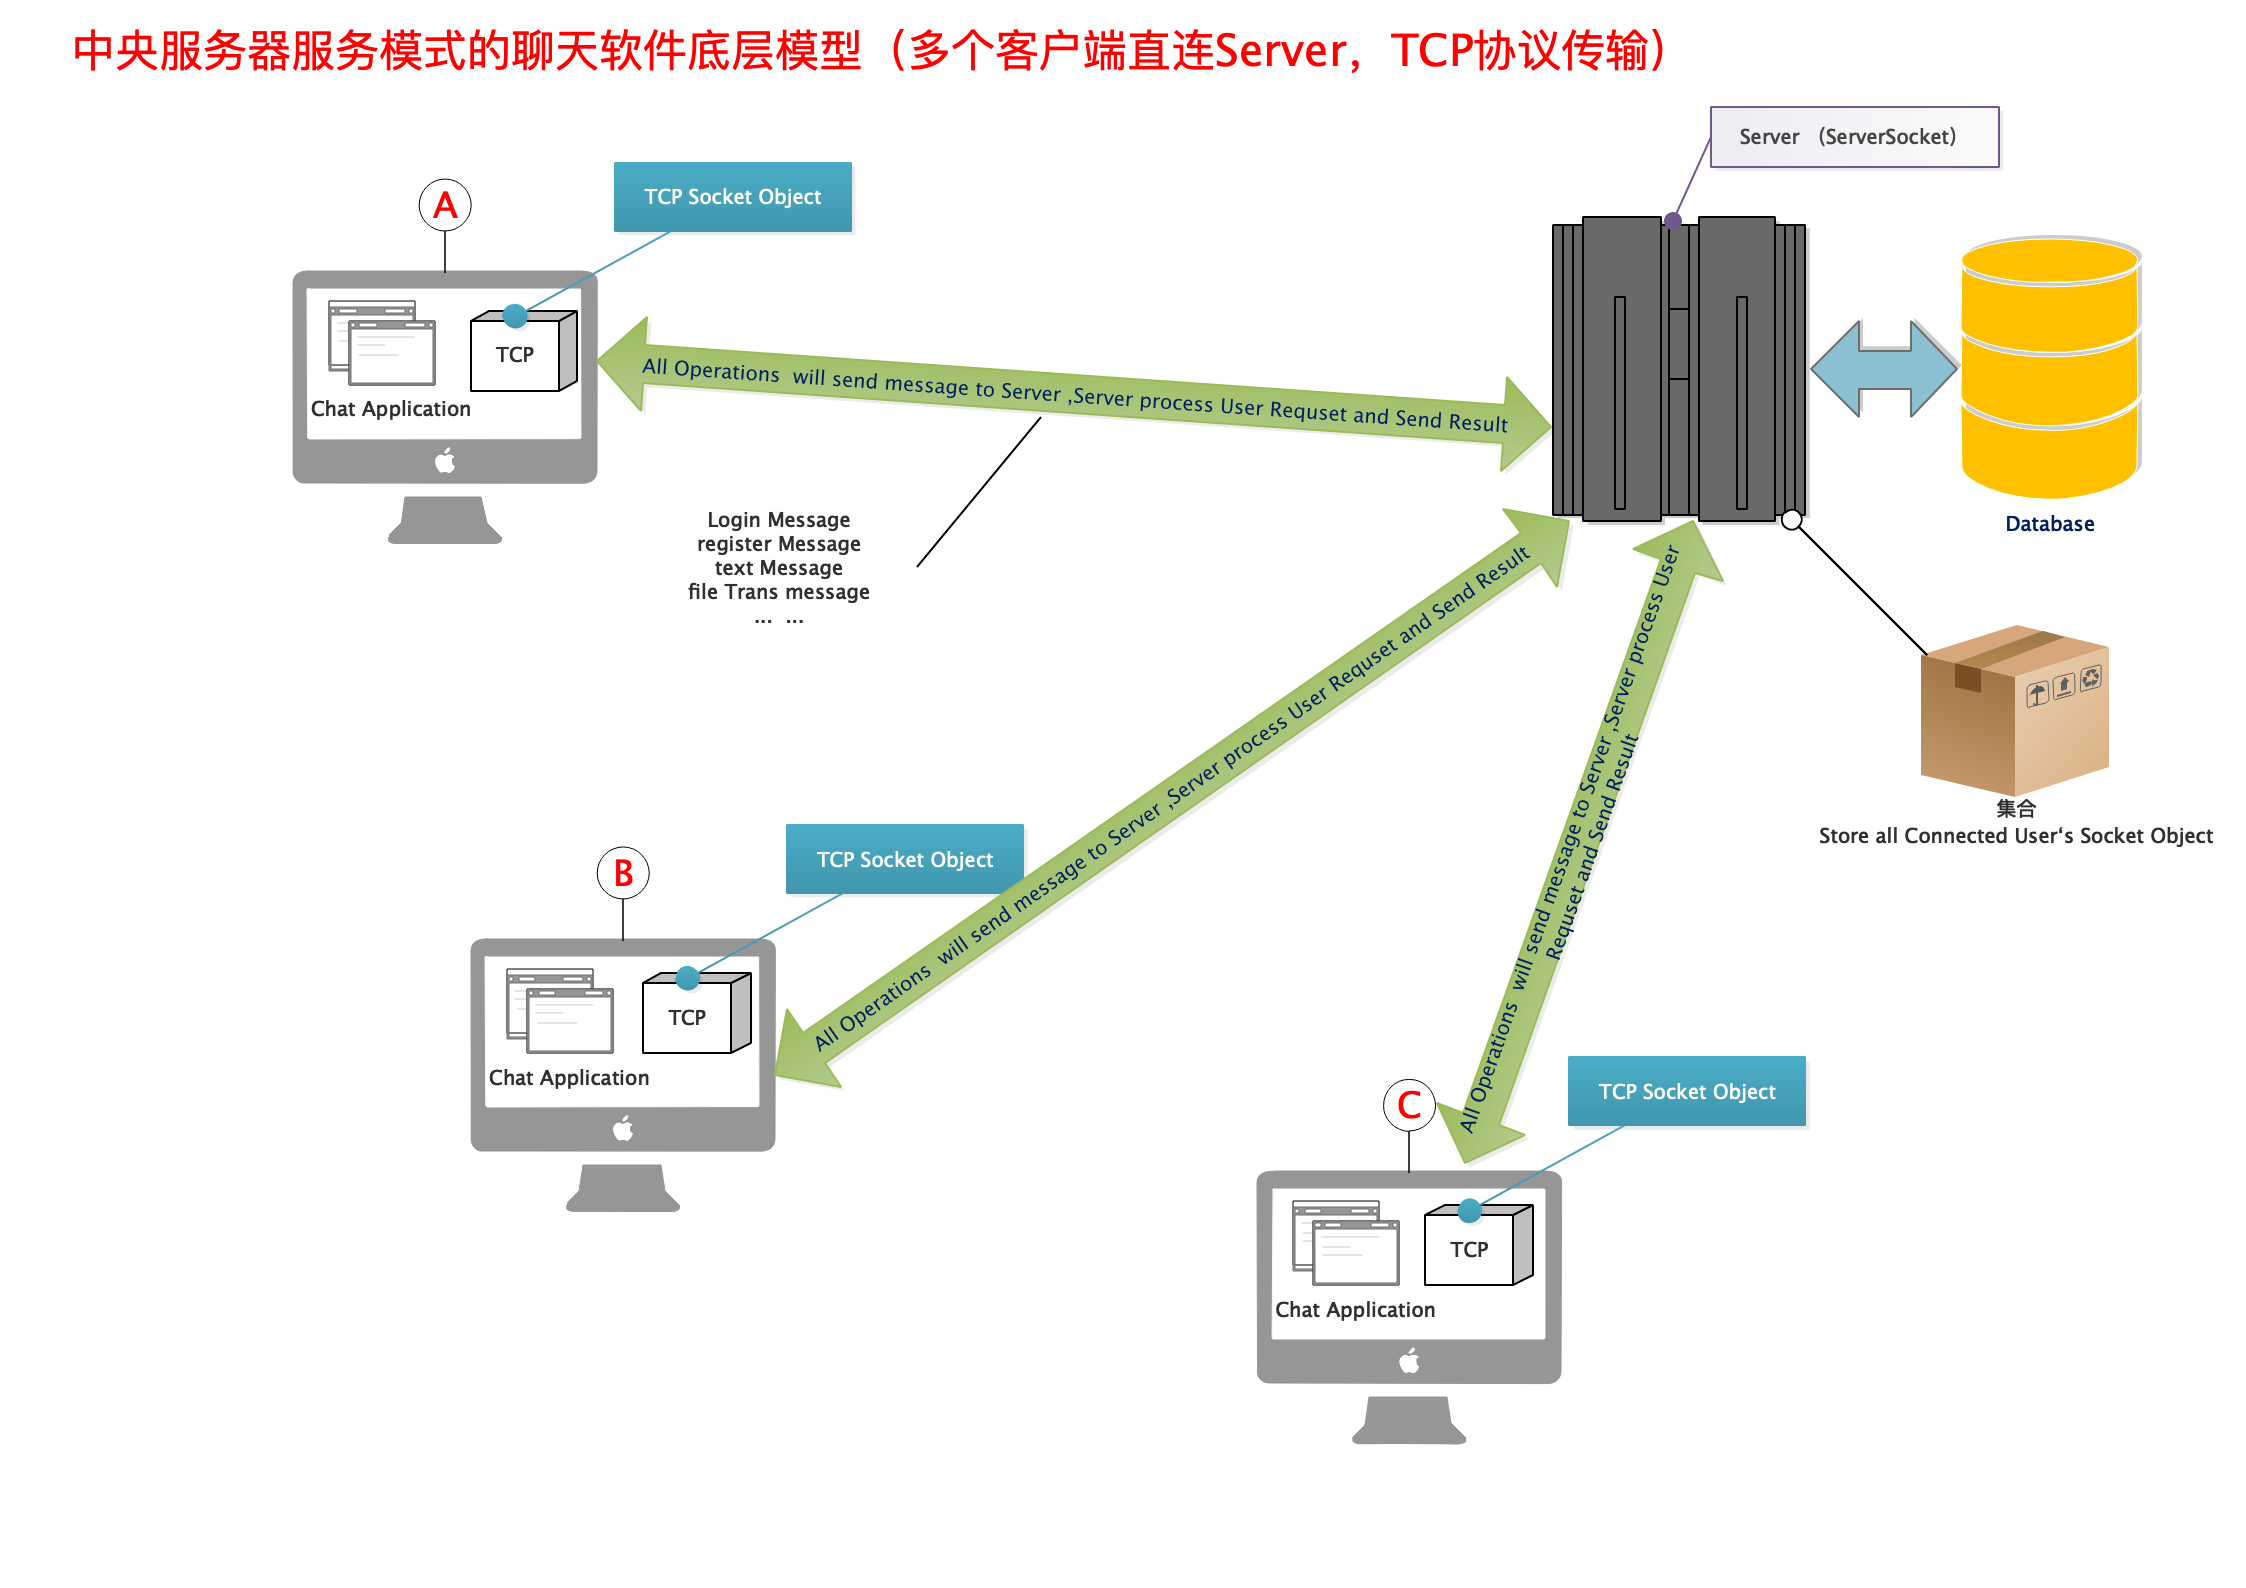 中央服务器服务模式的聊天软件底层模型（多个客户端直连Server，TCP协议传输）
Server （ServerSocket）
A
TCP Socket Object
TCP
Chat Application
All Operations  will send message to Server ,Server process User Requset and Send Result
Login Message
register Message
text Message
file Trans message
...  ...
Database
集合
Store all Connected User‘s Socket Object
B
TCP Socket Object
TCP
Chat Application
All Operations  will send message to Server ,Server process User Requset and Send Result
All Operations  will send message to Server ,Server process User
Requset and Send Result
C
TCP Socket Object
TCP
Chat Application